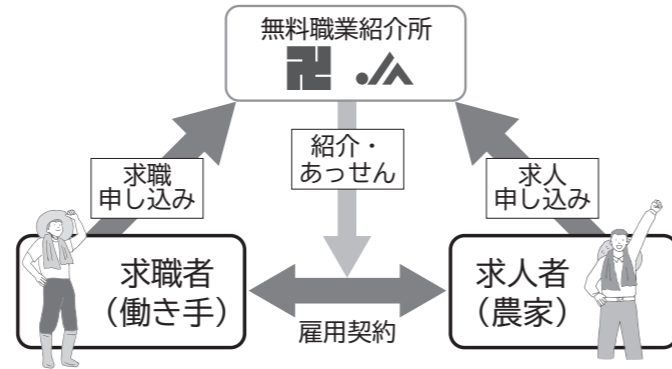 無料職業紹介所
卍 JA
紹介・
あっせん
求職
申し込み
求人
申し込み
求職者
（働き手）
求人者
（農家）
雇用契約